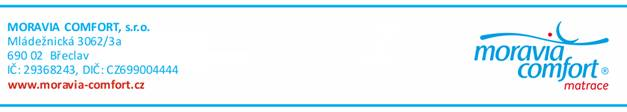 MORAVIA COMFORT, s.r.o.
Mládežnická 3062/3a
690 02 Břeclav
IČ: 29368243, DIČ: CZ699004444
www.moravia-comfort.cz
moravia
comfort®
matrace